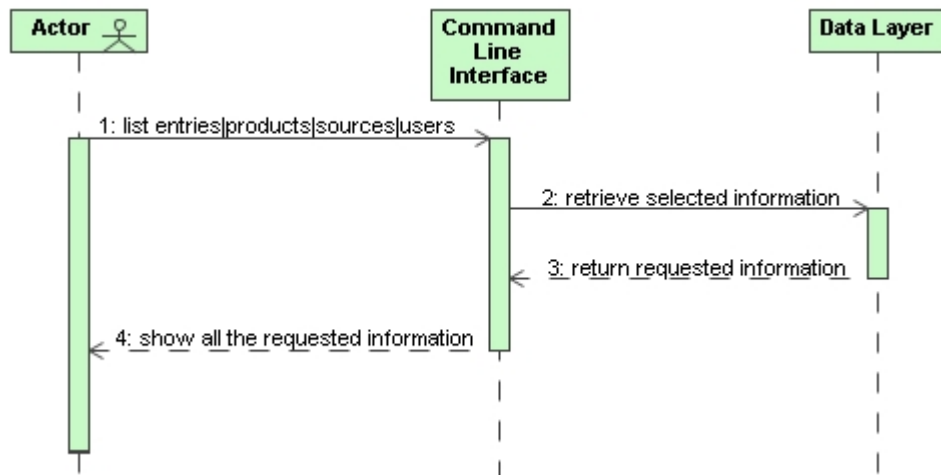 Actor
Command
Line
Interface
Data Layer
1: list entries|products|sources|users
2: retrieve selected information
3: return requested information
4: show all the requested information